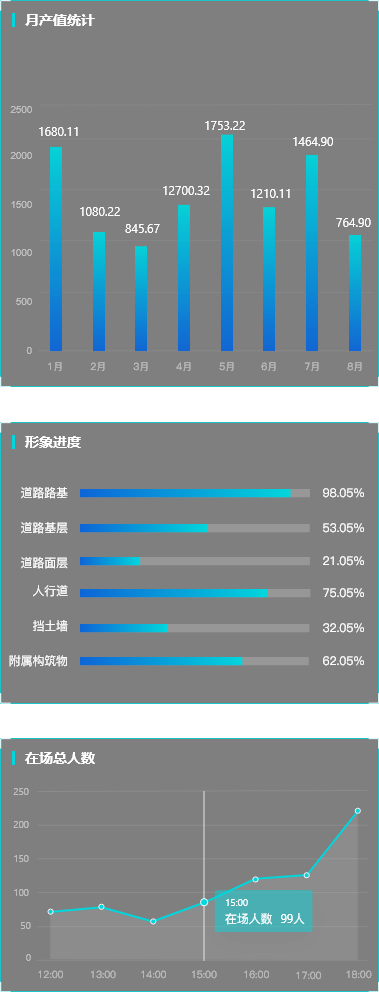 月产值统计
2500
2000
1000
500
0
1680.11
1080.22
845.67
12700.32
1753.22
1210.11
1464.90
764.90
1月 2月 3月 4月 5月 6月 7月 8月
形象进度
道路路基 98.05%
道路基层 53.05%
道路面层 21.05%
人行道 75.05%
挡土墙 32.05%
附属构筑物 62.05%
在场总人数
250
200
150
100
50
0
15:00
在场人数 99人
12:00 13:00 14:00 15:00 16:00 17:00 18:00